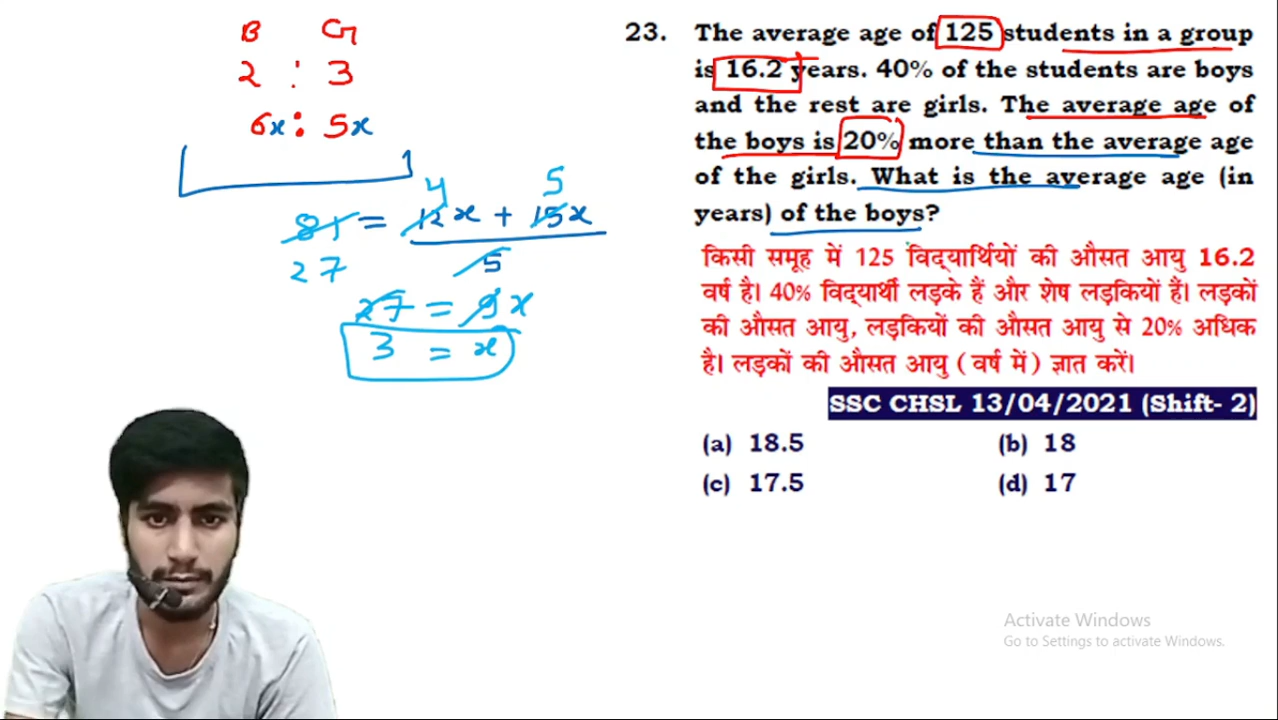 B G
2 : 3
6x : 5x
81 = 12x + 15x
4 5
5
27
27 = 9x
3 = x
23. The average age of 125 students in a group
is 16.2 years. 40% of the students are boys
and the rest are girls. The average age of
the boys is 20% more than the average age
of the girls. What is the average age (in
years) of the boys?
किसी समूह में 125 विद्यार्थियों की औसत आयु 16.2
वर्ष है। 40% विद्यार्थी लड़के हैं और शेष लड़कियों हैं। लड़कों
की औसत आयु, लड़कियों की औसत आयु से 20% अधिक
है। लड़कों की औसत आयु ( वर्ष में ) ज्ञात करें।
SSC CHSL 13/04/2021 (Shift- 2)
(a) 18.5 (b) 18
(c) 17.5 (d) 17
Activate Windows
Go to Settings to activate Windows.